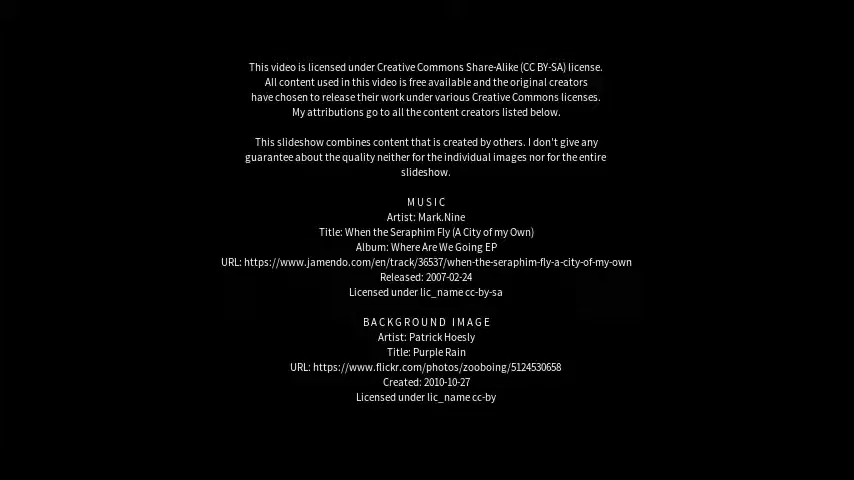 This video is licensed under Creative Commons Share-Alike (CC BY-SA) license.
All content used in this video is free available and the original creators
have chosen to release their work under various Creative Commons licenses.
My attributions go to all the content creators listed below.
This slideshow combines content that is created by others. I don't give any
guarantee about the quality neither for the individual images nor for the entire
slideshow.
MUSIC
Artist: Mark.Nine
Title: When the Seraphim Fly (A City of my Own)
Album: Where Are We Going EP
URL: https://www.jamendo.com/en/track/36537/when-the-seraphim-fly-a-city-of-my-own
Released: 2007-02-24
Licensed under lic_name cc-by-sa
BACKGROUND IMAGE
Artist: Patrick Hoesly
Title: Purple Rain
URL: https://www.flickr.com/photos/zooboing/5124530658
Created: 2010-10-27
Licensed under lic_name cc-by